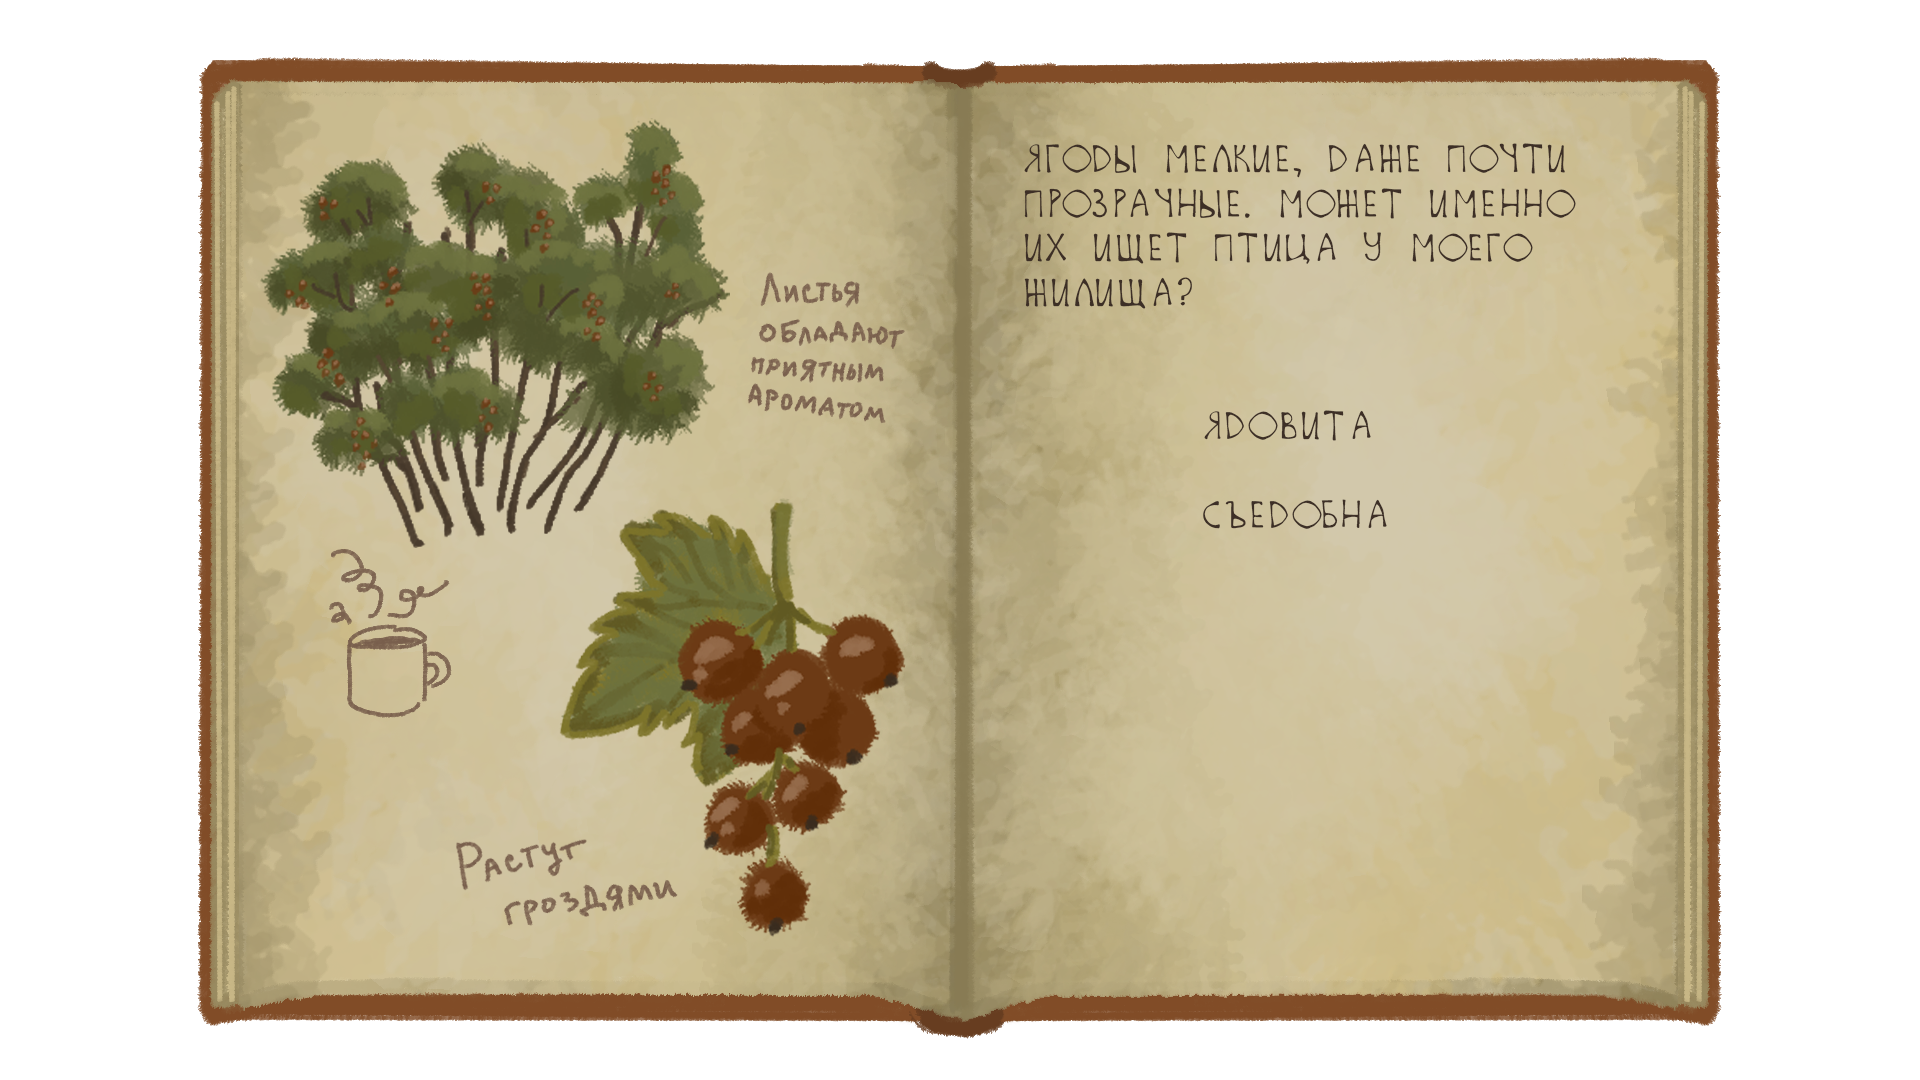 Листья
обладают
приятным
ароматом
Растут
гроздями
ЯГОДЫ МЕЛКИЕ, ДАЖЕ ПОЧТИ
ПРОЗРАЧНЫЕ. МОЖЕТ ИМЕННО
ИХ ИЩЕТ ПТИЦА У МОЕГО
ЖИЛИЩА?
ЯДОВИТА
СЪЕДОБНА